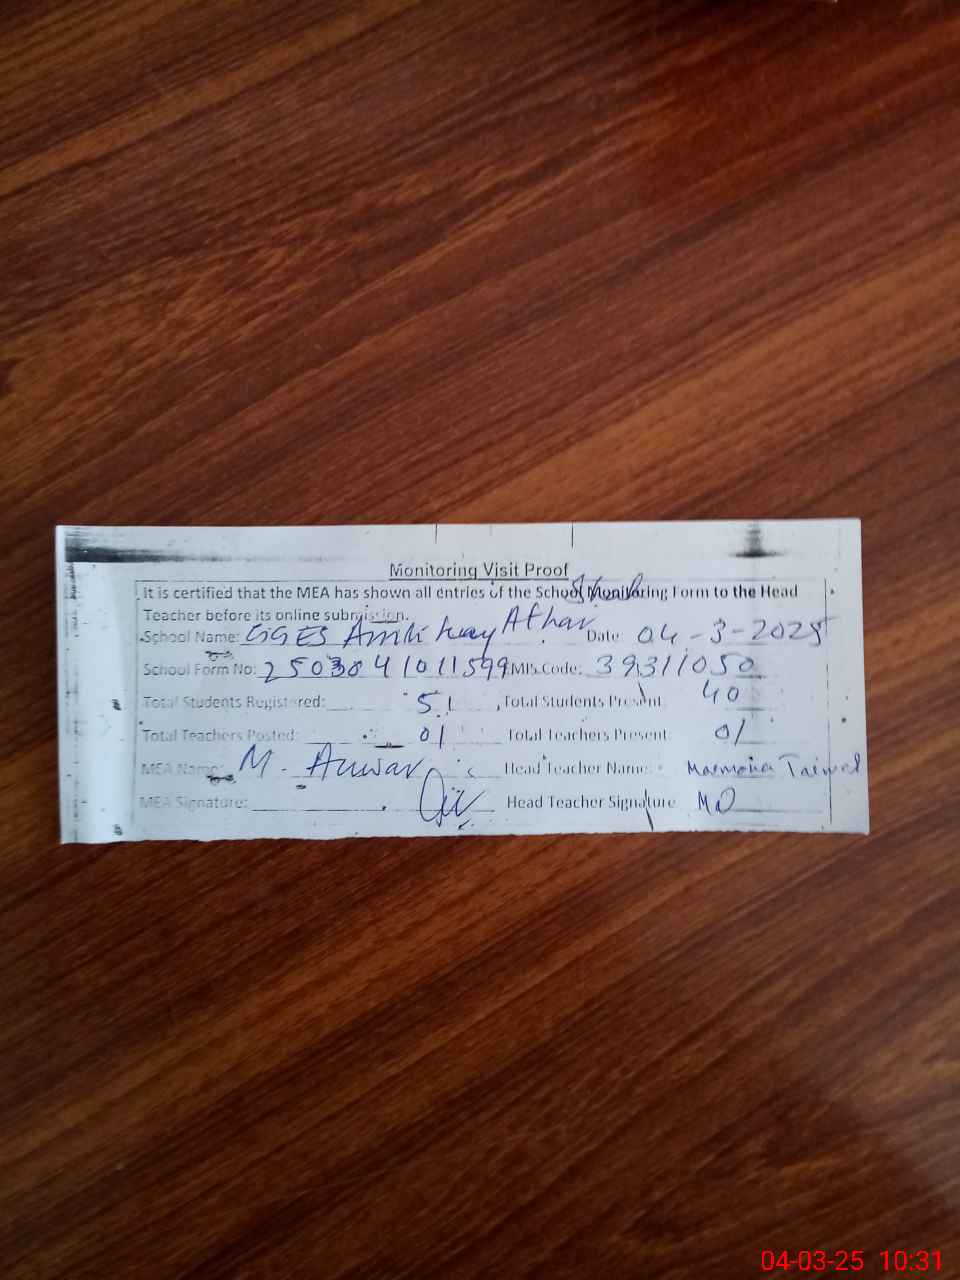 Monitoring Visit Proof
It is certified that the MEA has shown all entries of the School Monitoring Form to the Head
Teacher before its online submission.
School Name: GGES Athar Date: 04-3-2025
School Form No: 2503041011599 EMIS Code: 39311050
Total Students Registered: 51 Total Students Present: 40
Total Teachers Posted: 01 Total Teachers Present: 01
MEA Name: M. Anwar Head Teacher Name:
MEA Signature: Head Teacher Signature
04-03-25 10:31